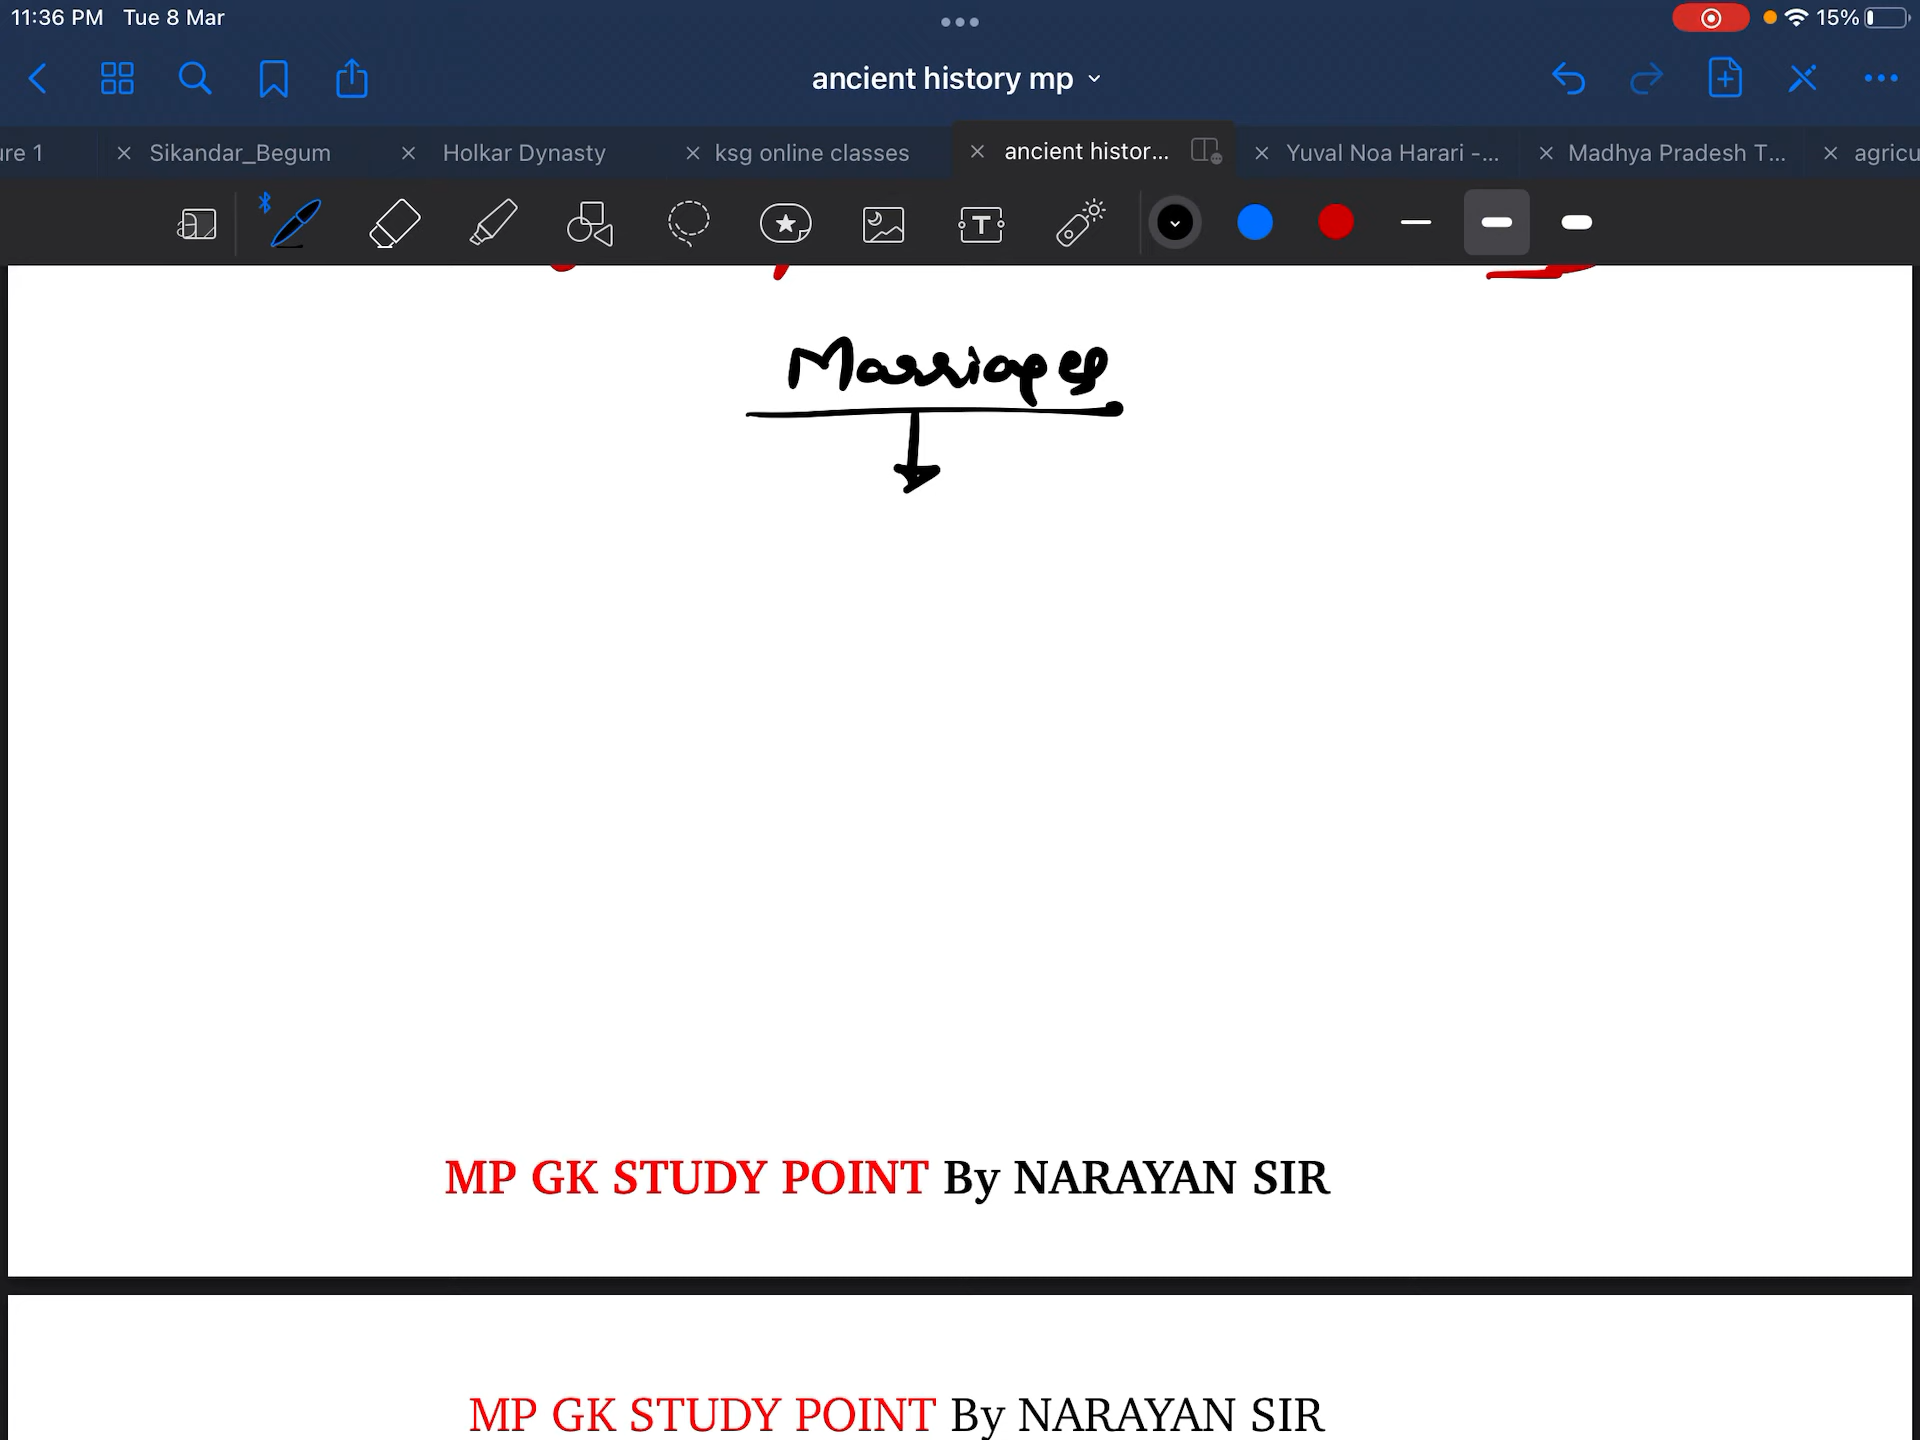 11:36 PM Tue 8 Mar
15%
ancient history mp
re 1
Sikandar_Begum
Holkar Dynasty
ksg online classes
ancient histor...
Yuval Noa Harari -...
Madhya Pradesh T...
agricu
Marriages
MP GK STUDY POINT By NARAYAN SIR
MP GK STUDY POINT By NARAYAN SIR